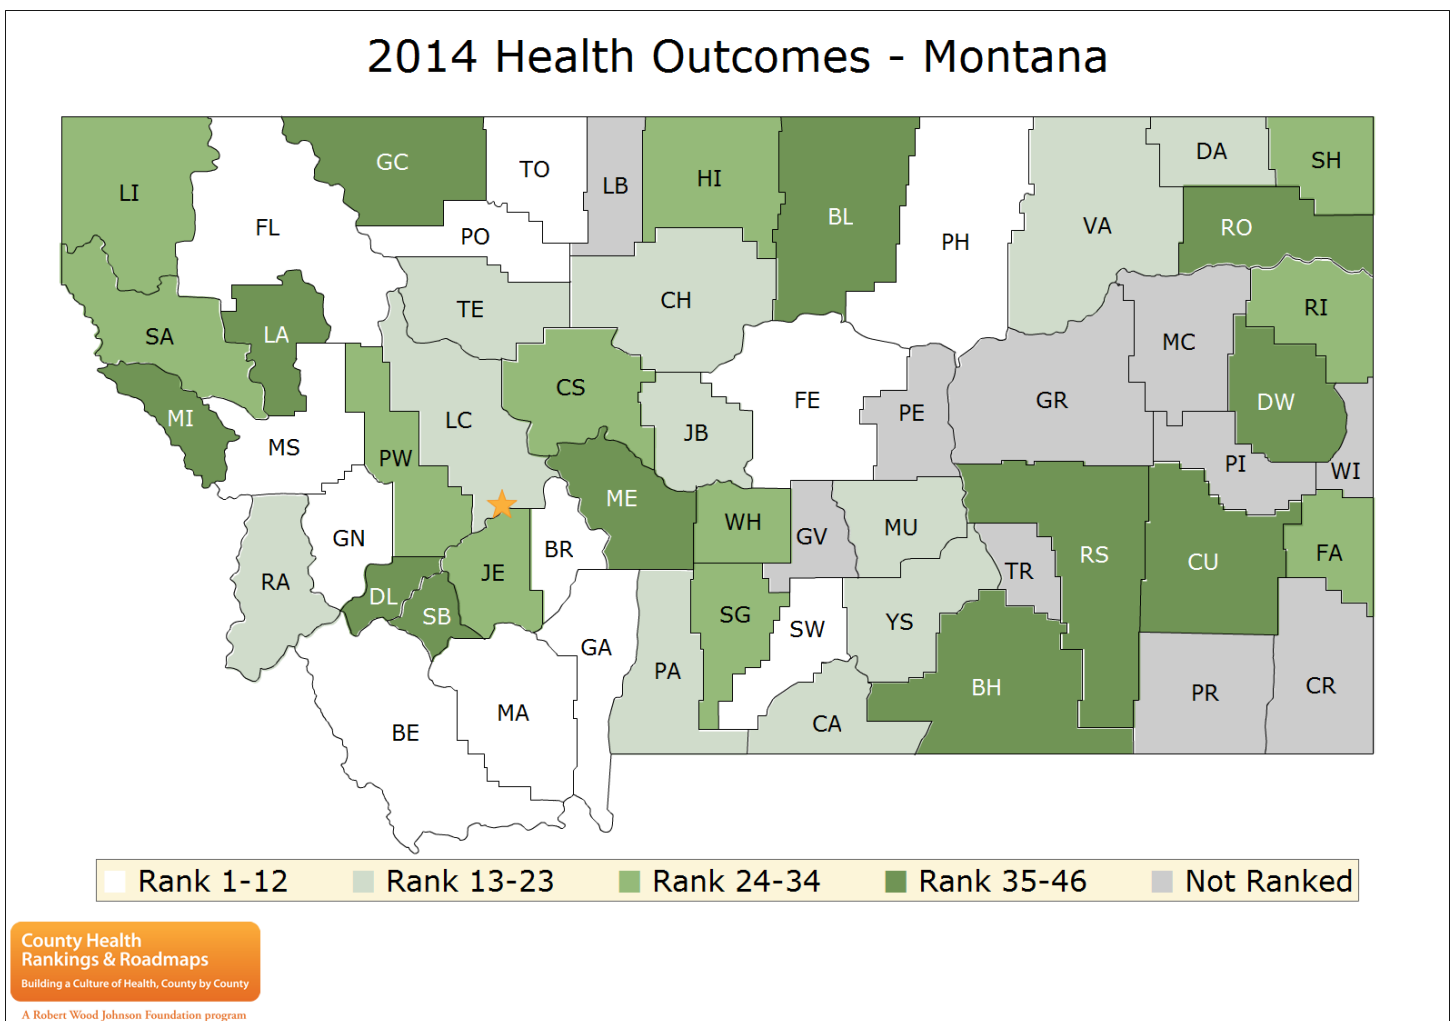 2014 Health Outcomes - Montana
GC
TO
LB
HI
BL
PH
VA
DA
SH
LI
FL
PO
RO
TE
CH
SA
LA
RI
MC
MI
MS
LC
CS
JB
FE
PE
GR
DW
PW
PI
WI
ME
WH
GV
MU
GN
BR
RS
CU
FA
RA
JE
TR
DL
SB
SG
SW
YS
GA
PA
BH
PR
CR
BE
MA
CA
Rank 1-12 Rank 13-23 Rank 24-34 Rank 35-46 Not Ranked
County Health
Rankings & Roadmaps
Building a Culture of Health, County by County
A Robert Wood Johnson Foundation program